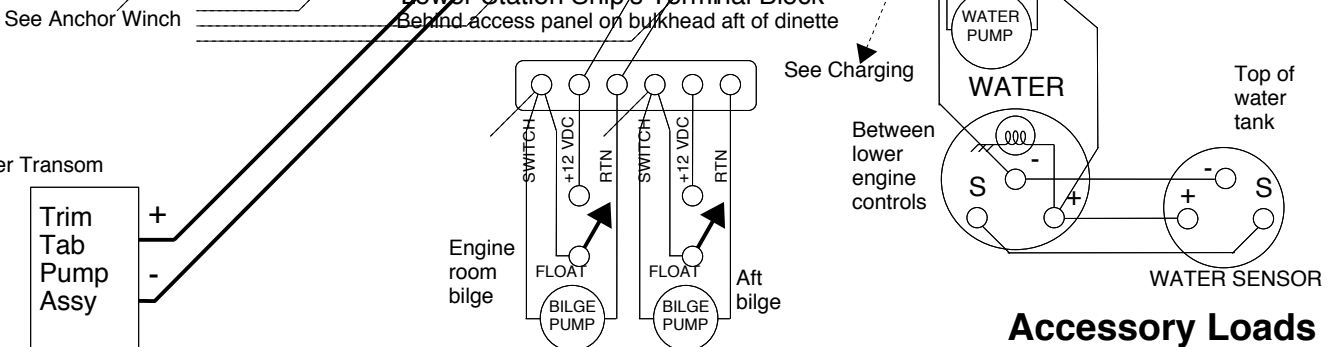 See Anchor Winch
Lower Station Ship's Terminal Block
Behind access panel on bulkhead aft of dinette
WATER
PUMP
See Charging
WATER
Top of
water
tank
Between
lower
engine
controls
SWITCH
+12 VDC
RTN
SWITCH
+12 VDC
RTN
-
S
+
-
+
S
er Transom
Trim
Tab
Pump
Assy
+
-
Engine
room
bilge
FLOAT
BILGE
PUMP
FLOAT
BILGE
PUMP
Aft
bilge
WATER SENSOR
Accessory Loads